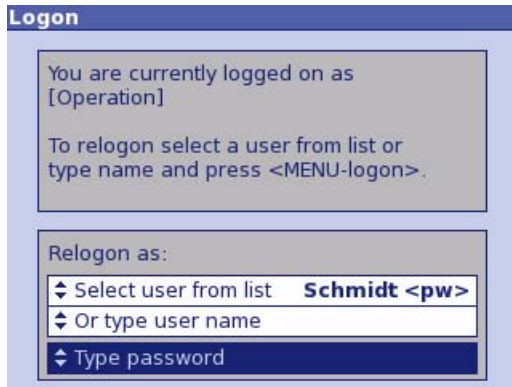 Logon
You are currently logged on as
[Operation]
To relogon select a user from list or
type name and press <MENU-logon>.
Relogon as:
Select user from list Schmidt <pw>
Or type user name
Type password